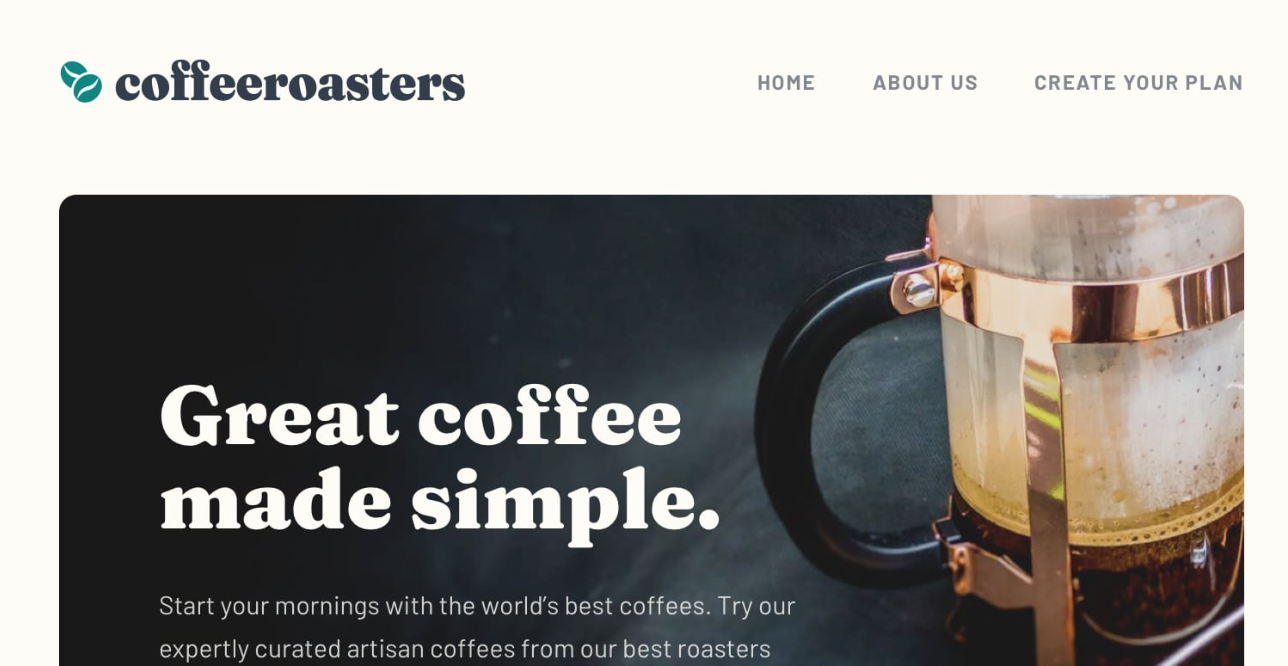 coffeeroasters
HOME ABOUT US CREATE YOUR PLAN
Great coffee
made simple.
Start your mornings with the world’s best coffees. Try our
expertly curated artisan coffees from our best roasters